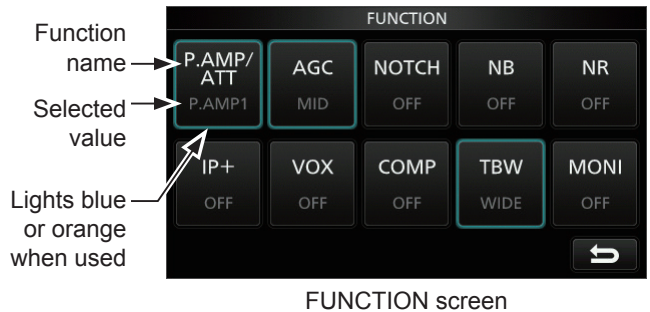 FUNCTION
Function
name
Selected
value
Lights blue
or orange
when used
P.AMP/
ATT
P.AMP1
AGC
MID
NOTCH
OFF
NB
OFF
NR
OFF
IP+
OFF
VOX
OFF
COMP
OFF
TBW
WIDE
MONI
OFF
FUNCTION screen